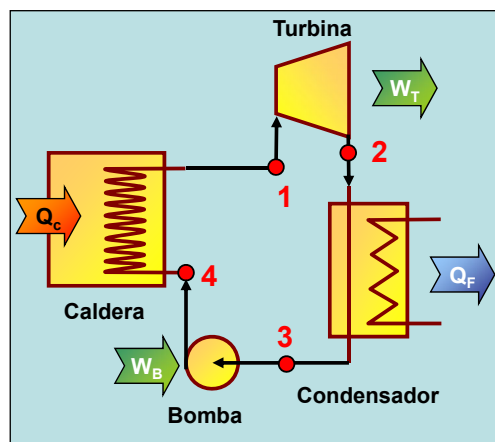 Turbina
W_T
2
1
Q_c
4
Q_F
Caldera
3
W_B
Condensador
Bomba